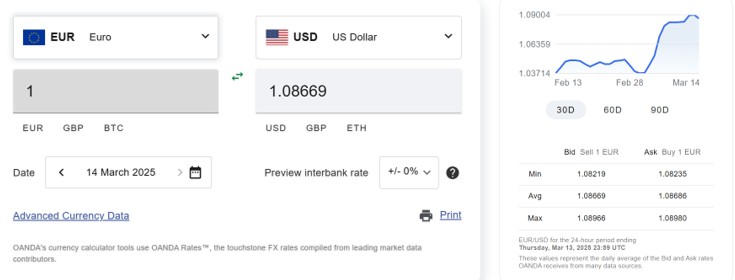 EUR Euro
USD US Dollar
1
1.08669
EUR GBP BTC
USD GBP ETH
Date
14 March 2025
Preview interbank rate
+/- 0%
?
Advanced Currency Data
Print
OANDA's currency calculator tools use OANDA Rates™, the touchstone FX rates compiled from leading market data
contributors.
1.09004
1.06359
1.03714
Feb 13 Feb 28 Mar 14
30D 60D 90D
Bid Sell 1 EUR Ask Buy 1 EUR
Min 1.08219 1.08235
Avg 1.08669 1.08686
Max 1.08966 1.08980
EUR/USD for the 24-hour period ending
Thursday, Mar 13, 2025 23:59 UTC
These values represent the daily average of the Bid and Ask rates
OANDA receives from many data sources.